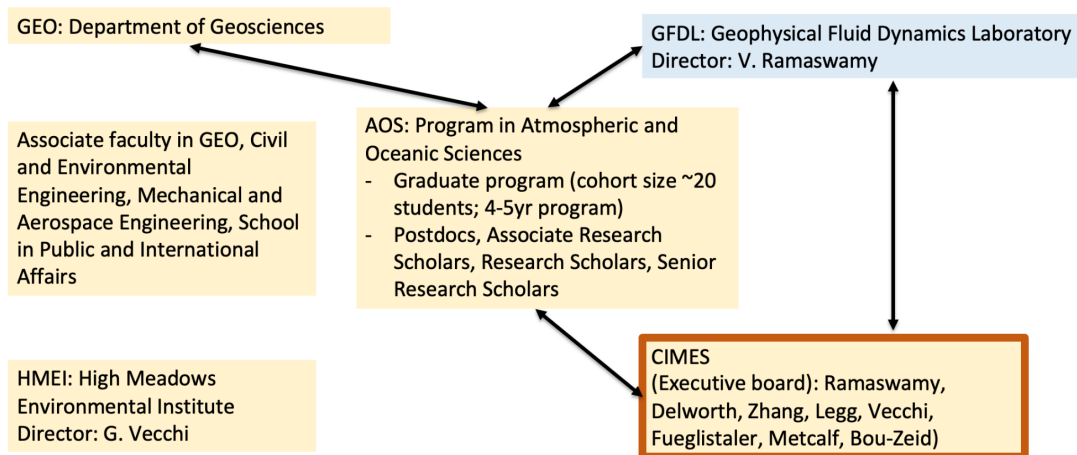 GEO: Department of Geosciences
GFDL: Geophysical Fluid Dynamics Laboratory
Director: V. Ramaswamy
Associate faculty in GEO, Civil
and Environmental
Engineering, Mechanical and
Aerospace Engineering, School
in Public and International
Affairs
AOS: Program in Atmospheric and
Oceanic Sciences
- Graduate program (cohort size ~20
students; 4-5yr program)
- Postdocs, Associate Research
Scholars, Research Scholars, Senior
Research Scholars
HMEI: High Meadows
Environmental Institute
Director: G. Vecchi
CIMES
(Executive board): Ramaswamy,
Delworth, Zhang, Legg, Vecchi,
Fueglistaler, Metcalf, Bou-Zeid)